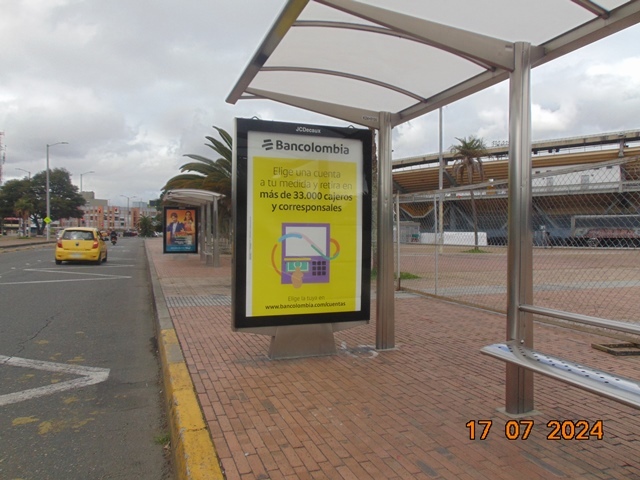 JCDecaux
Bancolombia
Elige una cuenta
a tu medida y retira en
más de 33.000 cajeros
y corresponsales
Elige la tuya en
www.bancolombia.com/cuentas
17 07 2024